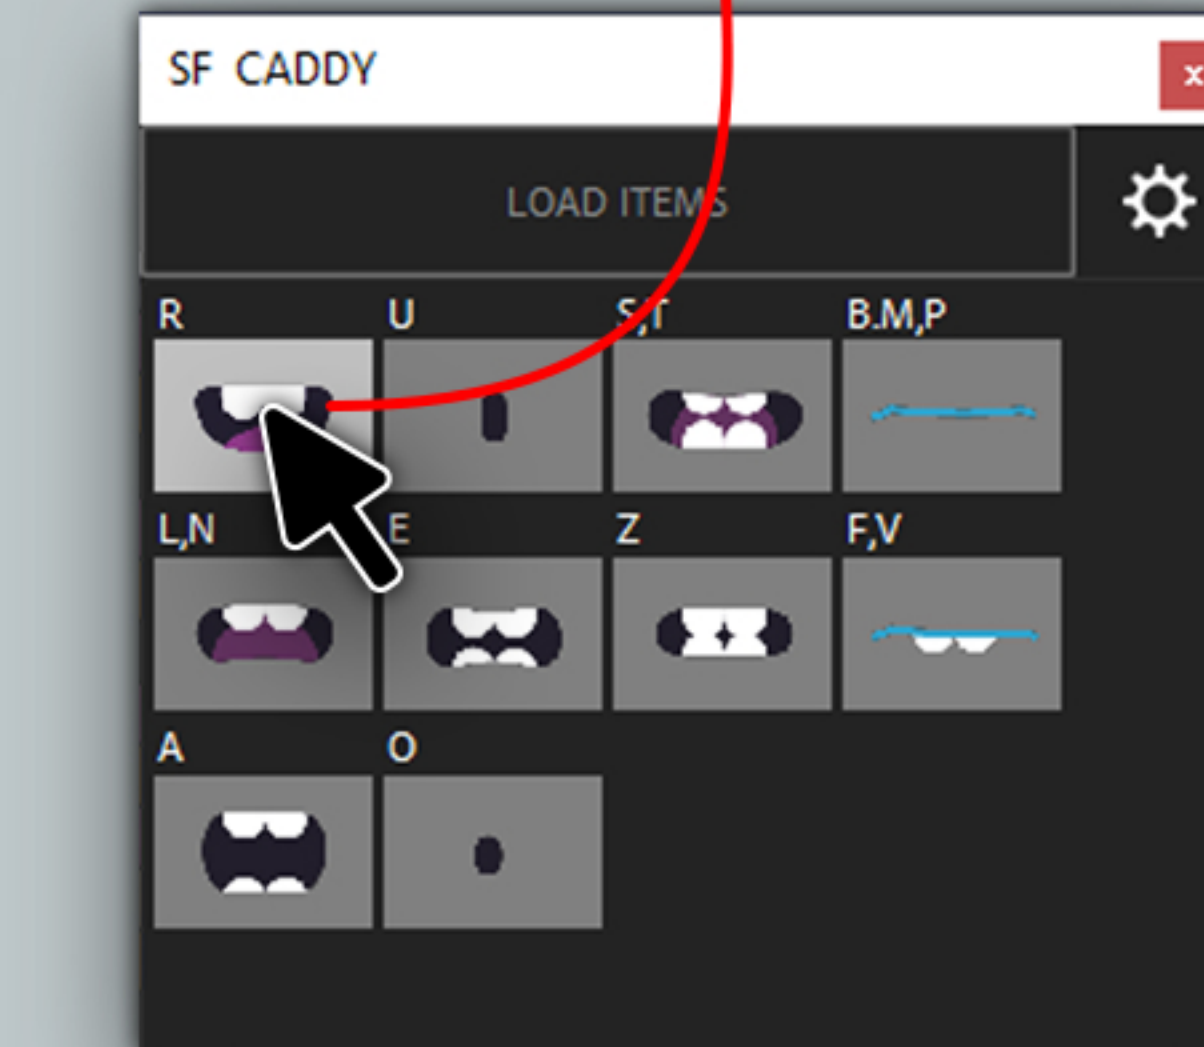 SF CADDY
x
LOAD ITEMS
R U S,T B.M,P
L,N E Z F,V
A O